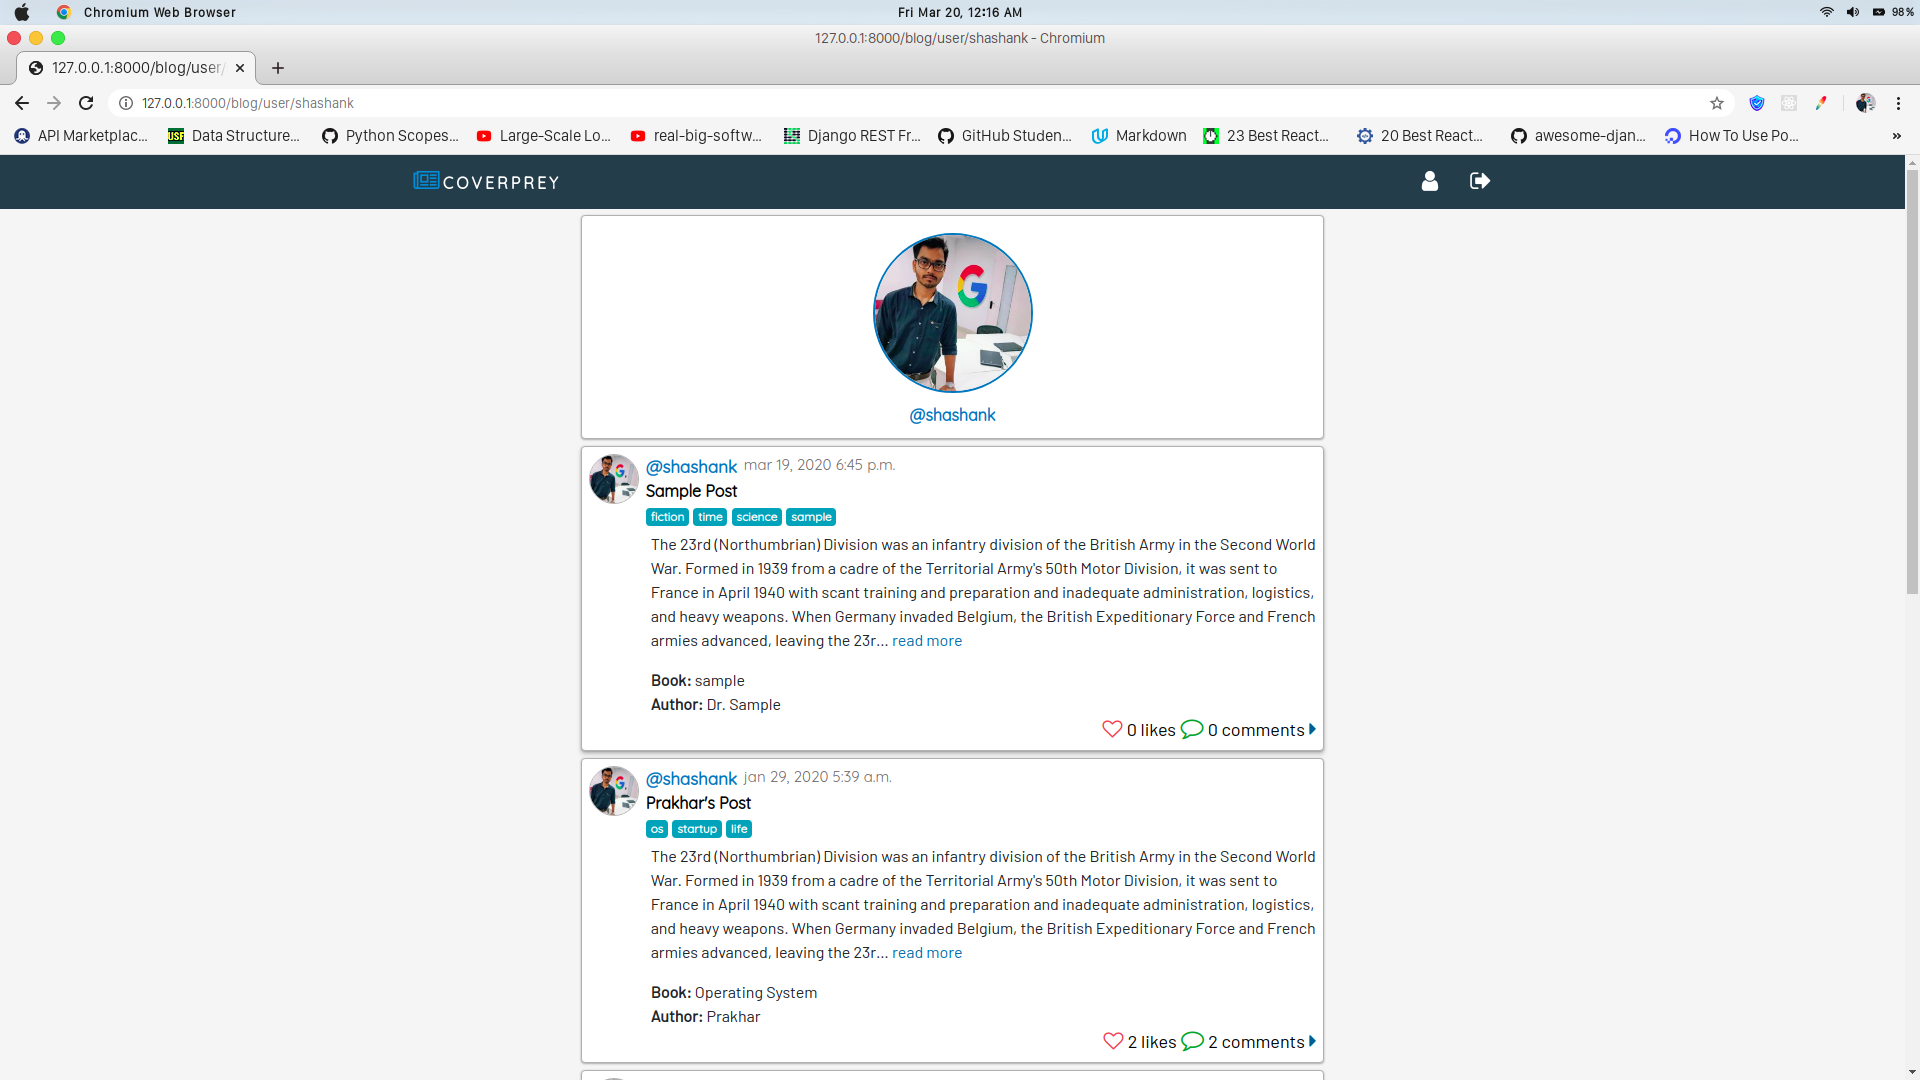 Chromium Web Browser
Fri Mar 20, 12:16 AM
98%
127.0.0.1:8000/blog/user/shashank - Chromium
127.0.0.1:8000/blog/user/
127.0.0.1:8000/blog/user/shashank
API Marketplac... USF Data Structure... Python Scopes... Large-Scale Lo... real-big-softw... Django REST Fr... GitHub Studen... Markdown 23 Best React... 20 Best React... awesome-djan... How To Use Po... »
COVERPREY
G
@shashank
@shashank mar 19, 2020 6:45 p.m.
Sample Post
fiction time science sample
The 23rd (Northumbrian) Division was an infantry division of the British Army in the Second World
War. Formed in 1939 from a cadre of the Territorial Army's 50th Motor Division, it was sent to
France in April 1940 with scant training and preparation and inadequate administration, logistics,
and heavy weapons. When Germany invaded Belgium, the British Expeditionary Force and French
armies advanced, leaving the 23r... read more
Book: sample
Author: Dr. Sample
0 likes 0 comments
@shashank jan 29, 2020 5:39 a.m.
Prakhar's Post
os startup life
The 23rd (Northumbrian) Division was an infantry division of the British Army in the Second World
War. Formed in 1939 from a cadre of the Territorial Army's 50th Motor Division, it was sent to
France in April 1940 with scant training and preparation and inadequate administration, logistics,
and heavy weapons. When Germany invaded Belgium, the British Expeditionary Force and French
armies advanced, leaving the 23r... read more
Book: Operating System
Author: Prakhar
2 likes 2 comments